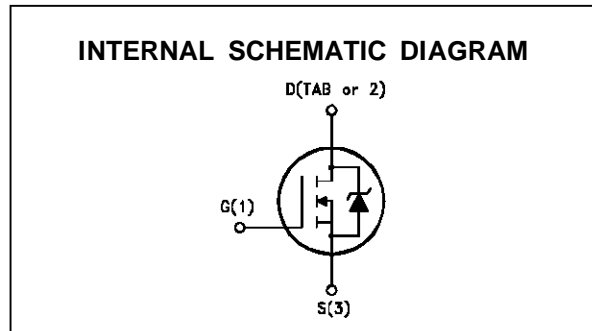 INTERNAL SCHEMATIC DIAGRAM
D(TAB or 2)
G(1)
S(3)